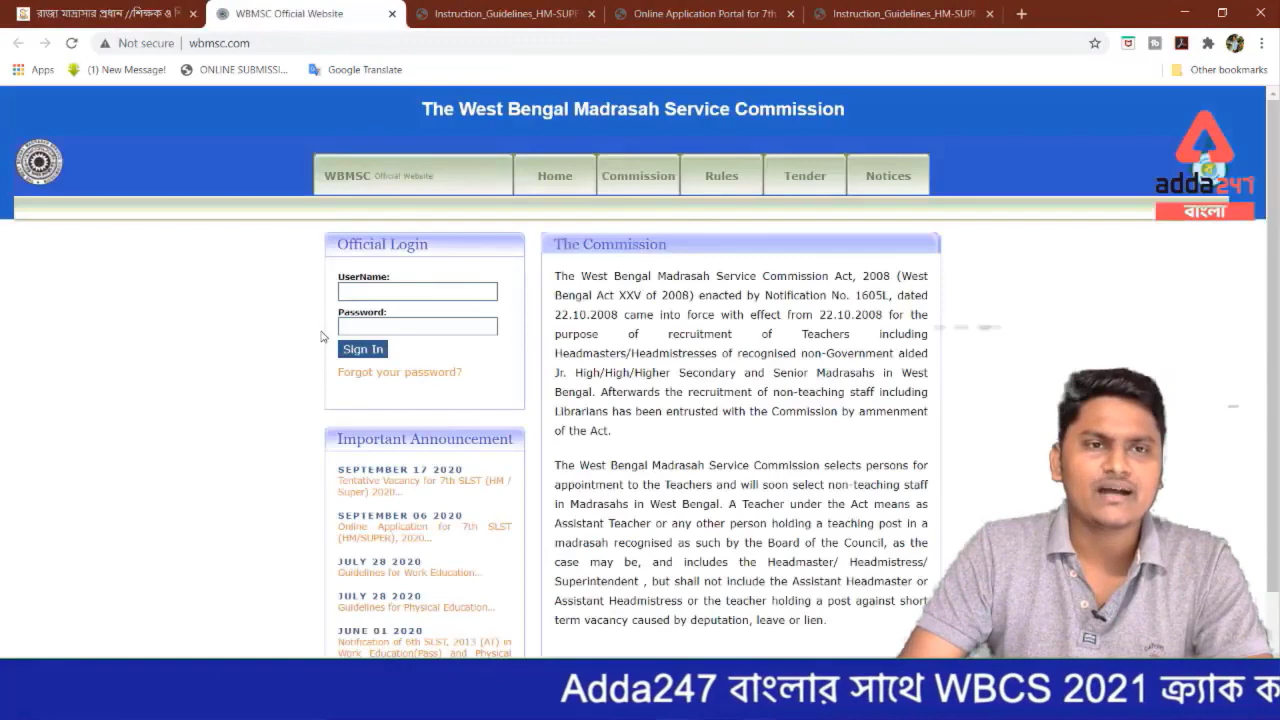 রাজ্য মাদ্রাসার প্রধান //শিক্ষক ও
WBMSC Official Website
Instruction_Guidelines_HM-SUPE
Online Application Portal for 7th
Instruction_Guidelines_HM-SUPE
Not secure
wbmsc.com
Apps
(1) New Message!
ONLINE SUBMISSI...
Google Translate
Other bookmarks
The West Bengal Madrasah Service Commission
WBMSC Official Website
Home
Commission
Rules
Tender
Notices
adda247
বাংলা
Official Login
UserName:
Password:
Sign In
Forgot your password?
Important Announcement
SEPTEMBER 17 2020
Tentative Vacancy for 7th SLST (HM /
Super) 2020...
SEPTEMBER 06 2020
Online Application for 7th SLST
(HM/SUPER), 2020...
JULY 28 2020
Guidelines for Work Education...
JULY 28 2020
Guidelines for Physical Education...
JUNE 01 2020
Notification of 6th SLST, 2013 (AT) in
Work Education(Pass) and Physical
The Commission
The West Bengal Madrasah Service Commission Act, 2008 (West
Bengal Act XXV of 2008) enacted by Notification No. 1605L, dated
22.10.2008 came into force with effect from 22.10.2008 for the
purpose of recruitment of Teachers including
Headmasters/Headmistresses of recognised non-Government aided
Jr. High/High/Higher Secondary and Senior Madrasahs in West
Bengal. Afterwards the recruitment of non-teaching staff including
Librarians has been entrusted with the Commission by ammenment
of the Act.
The West Bengal Madrasah Service Commission selects persons for
appointment to the Teachers and will soon select non-teaching staff
in Madrasahs in West Bengal. A Teacher under the Act means as
Assistant Teacher or any other person holding a teaching post in a
madrasah recognised as such by the Board of the Council, as the
case may be, and includes the Headmaster/ Headmistress/
Superintendent , but shall not include the Assistant Headmaster or
Assistant Headmistress or the teacher holding a post against short
term vacancy caused by deputation, leave or lien.
Adda247 বাংলার সাথে WBCS 2021 ক্র্যাক ক